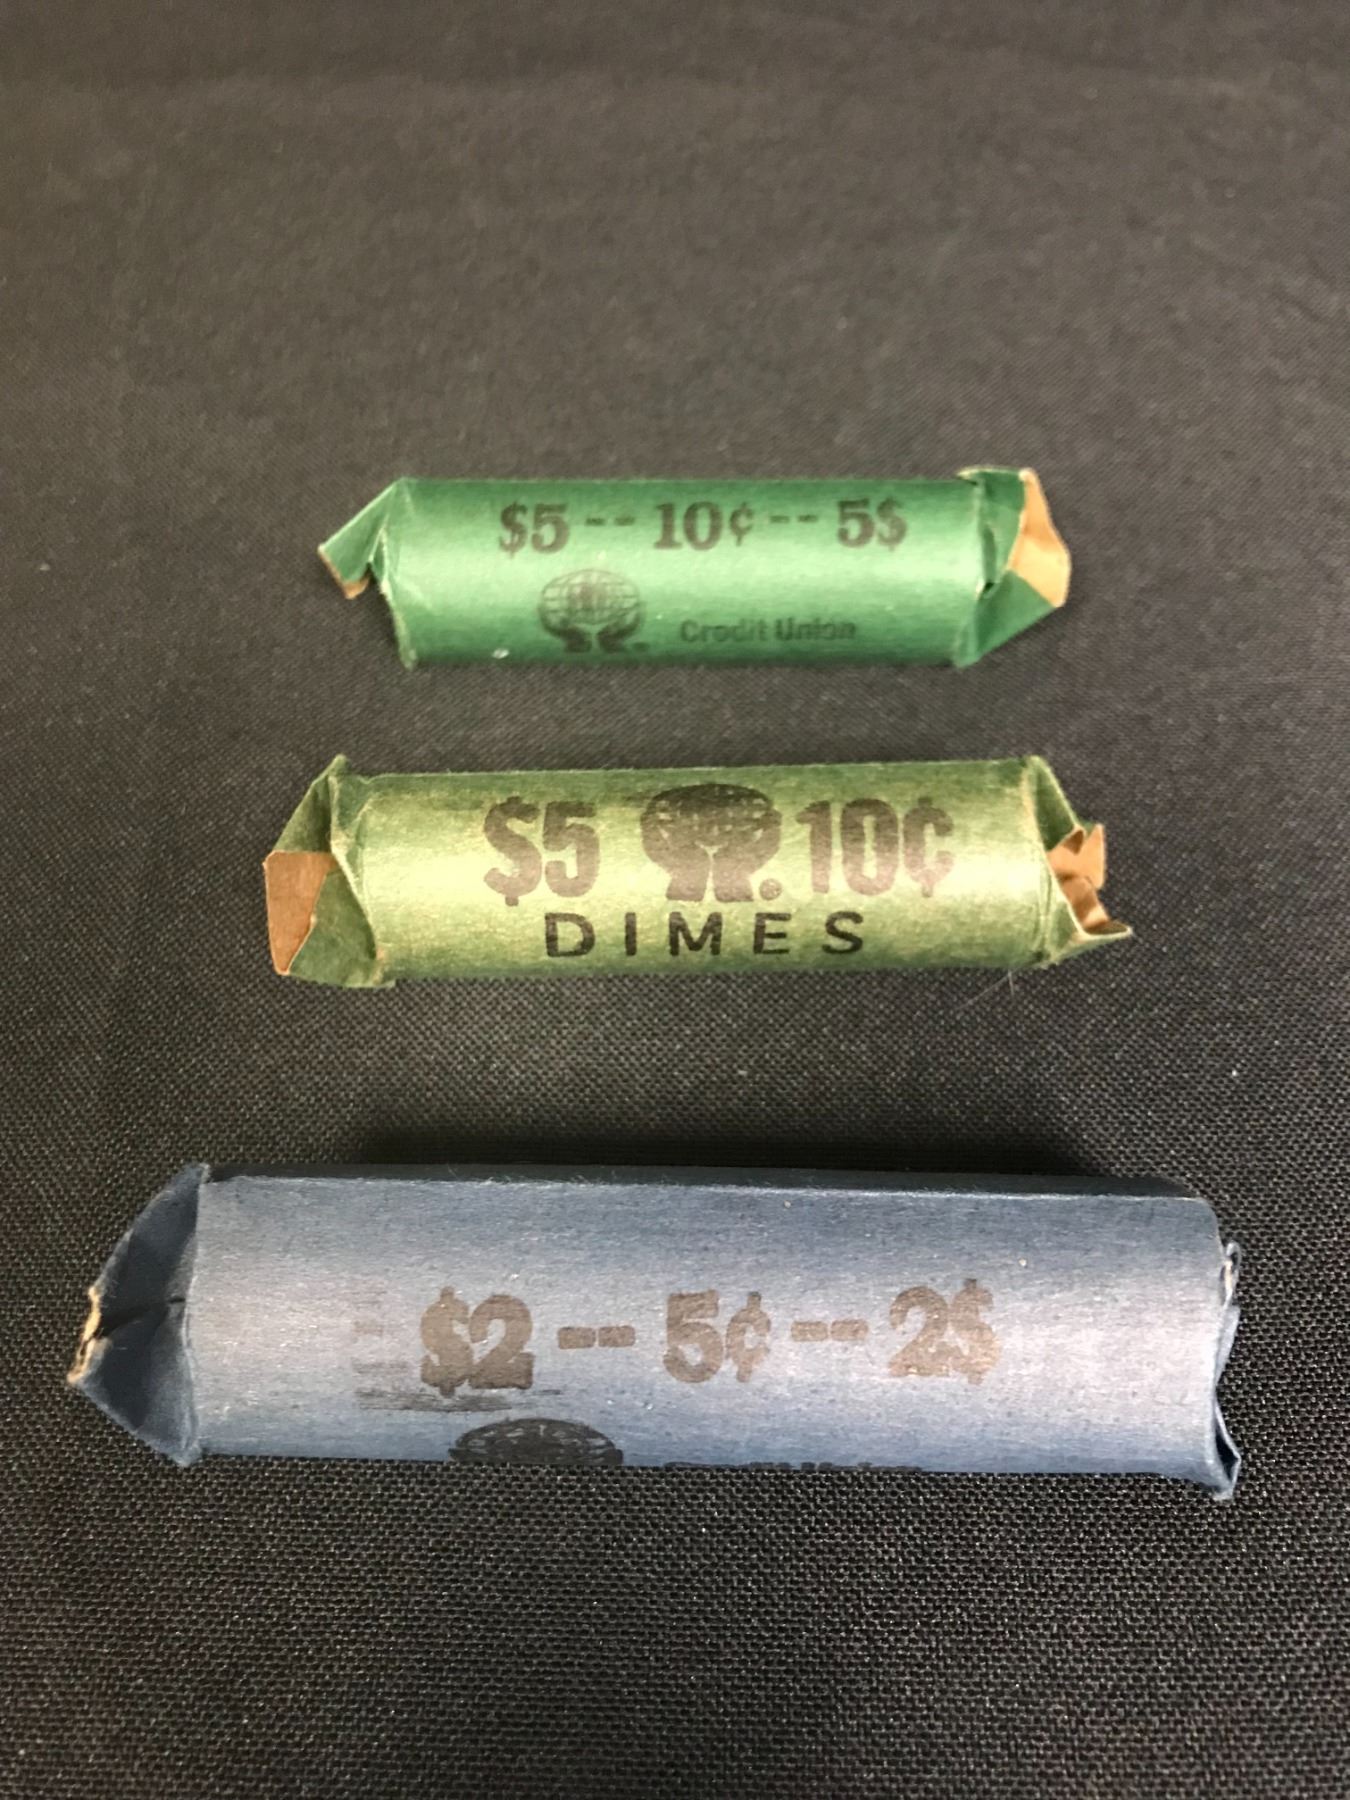 $5 -- 10¢ -- 5$
Credit Union
$5 10¢
DIMES
$2 -- 5¢ -- 2$